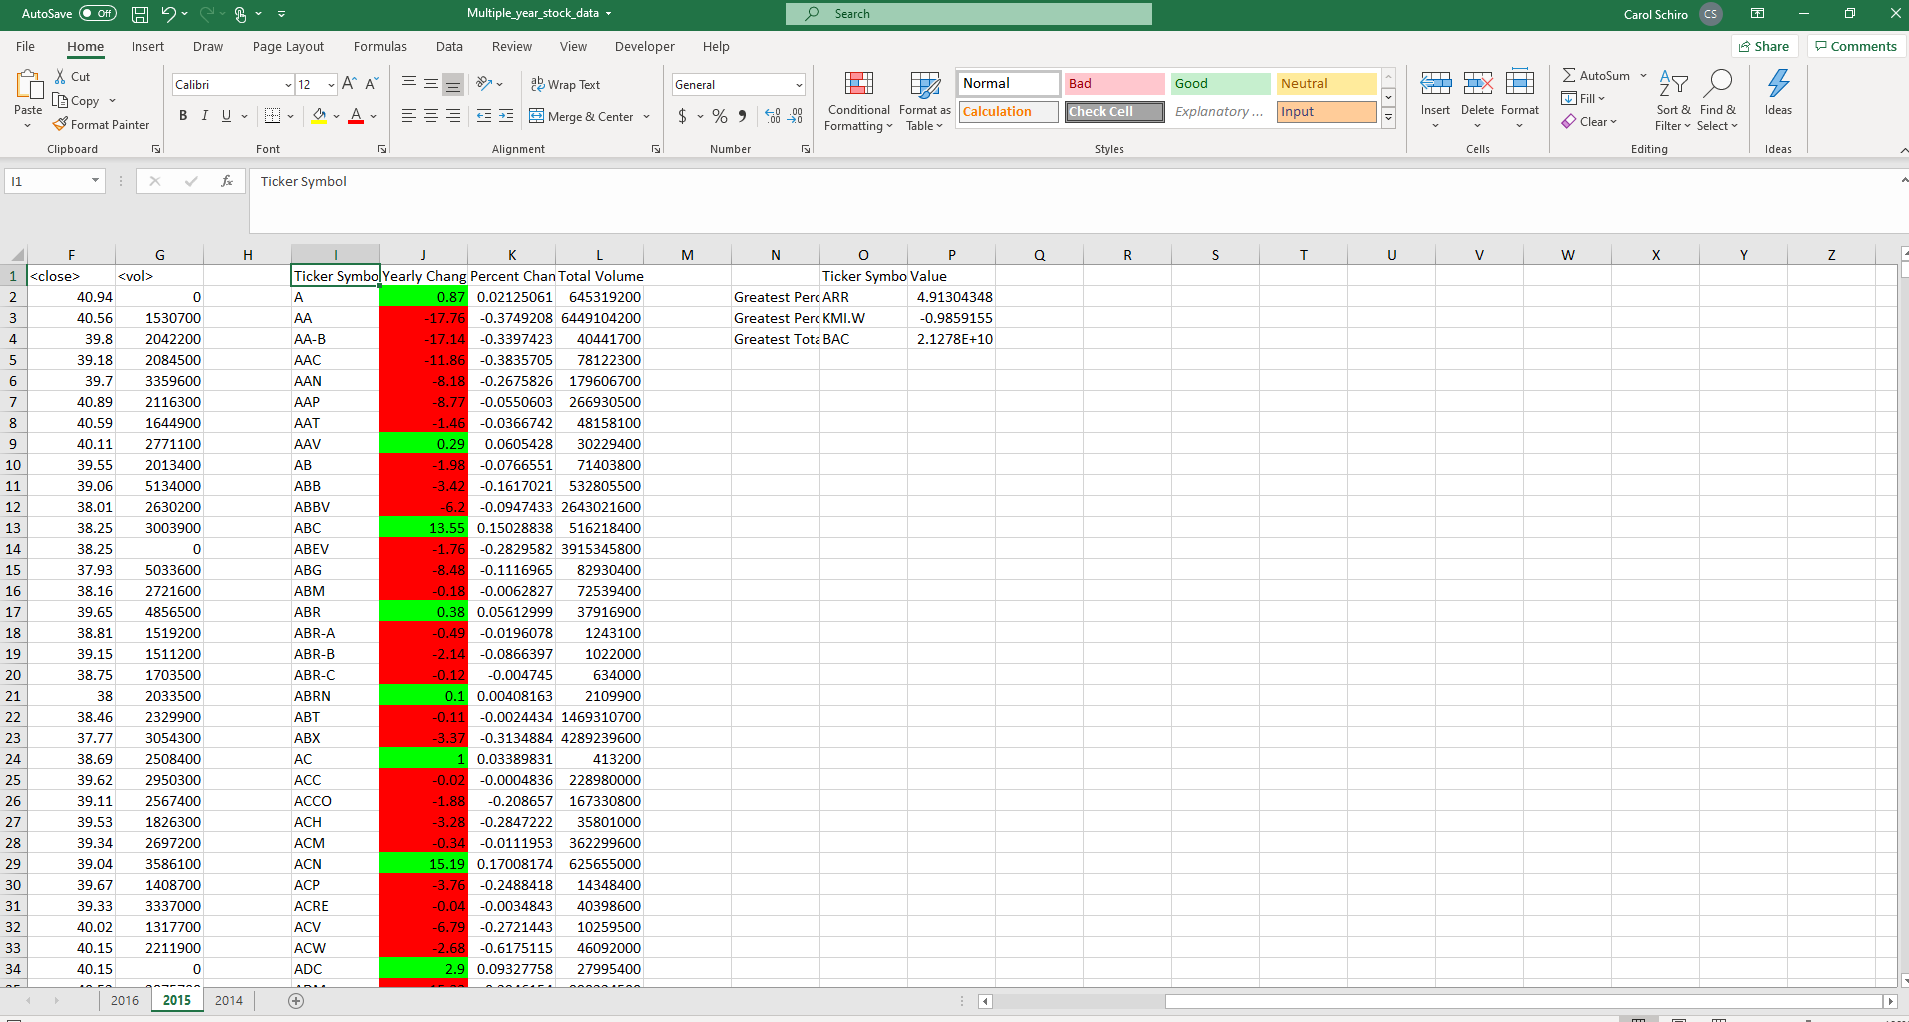 AutoSave Off Multiple_year_stock_data Search Carol Schiro CS
File Home Insert Draw Page Layout Formulas Data Review View Developer Help Share Comments
Cut
Copy
Format Painter
Paste
Clipboard
Calibri 12 A A
B I U A
Font
ab Wrap Text
Merge & Center
Alignment
General
$ % 9
Number
Conditional Formatting
Format as Table
Normal Bad Good Neutral
Calculation Check Cell Explanatory ... Input
Styles
Insert Delete Format
Cells
AutoSum
Fill
Clear
Sort & Filter
Find & Select
Editing
Ideas
Ideas
I1 fx Ticker Symbol
F G H I J K L M N O P Q R S T U V W X Y Z
1 <close> <vol> Ticker Symbo Yearly Chang Percent Chan Total Volume Ticker Symbo Value
2 40.94 0 A 0.87 0.02125061 645319200 Greatest Perc ARR 4.91304348
3 40.56 1530700 AA -17.76 -0.3749208 6449104200 Greatest Perc KMI.W -0.9859155
4 39.8 2042200 AA-B -17.14 -0.3397423 40441700 Greatest Tota BAC 2.1278E+10
5 39.18 2084500 AAC -11.86 -0.3835705 78122300
6 39.7 3359600 AAN -8.18 -0.2675826 179606700
7 40.89 2116300 AAP -8.77 -0.0550603 266930500
8 40.59 1644900 AAT -1.46 -0.0366742 48158100
9 40.11 2771100 AAV 0.29 0.0605428 30229400
10 39.55 2013400 AB -1.98 -0.0766551 71403800
11 39.06 5134000 ABB -3.42 -0.1617021 532805500
12 38.01 2630200 ABBV -6.2 -0.0947433 2643021600
13 38.25 3003900 ABC 13.55 0.15028838 516218400
14 38.25 0 ABEV -1.76 -0.2829582 3915345800
15 37.93 5033600 ABG -8.48 -0.1116965 82930400
16 38.16 2721600 ABM -0.18 -0.0062827 72539400
17 39.65 4856500 ABR 0.38 0.05612999 37916900
18 38.81 1519200 ABR-A -0.49 -0.0196078 1243100
19 39.15 1511200 ABR-B -2.14 -0.0866397 1022000
20 38.75 1703500 ABR-C -0.12 -0.004745 634000
21 38 2033500 ABRN 0.1 0.00408163 2109900
22 38.46 2329900 ABT -0.11 -0.0024434 1469310700
23 37.77 3054300 ABX -3.37 -0.3134884 4289239600
24 38.69 2508400 AC 1 0.03389831 413200
25 39.62 2950300 ACC -0.02 -0.0004836 228980000
26 39.11 2567400 ACCO -1.88 -0.208657 167330800
27 39.53 1826300 ACH -3.28 -0.2847222 35801000
28 39.34 2697200 ACM -0.34 -0.0111953 362299600
29 39.04 3586100 ACN 15.19 0.17008174 625655000
30 39.67 1408700 ACP -3.76 -0.2488418 14348400
31 39.33 3337000 ACRE -0.04 -0.0034843 40398600
32 40.02 1317700 ACV -6.79 -0.2721443 10259500
33 40.15 2211900 ACW -2.68 -0.6175115 46092000
34 40.15 0 ADC 2.9 0.09327758 27995400
2016 2015 2014